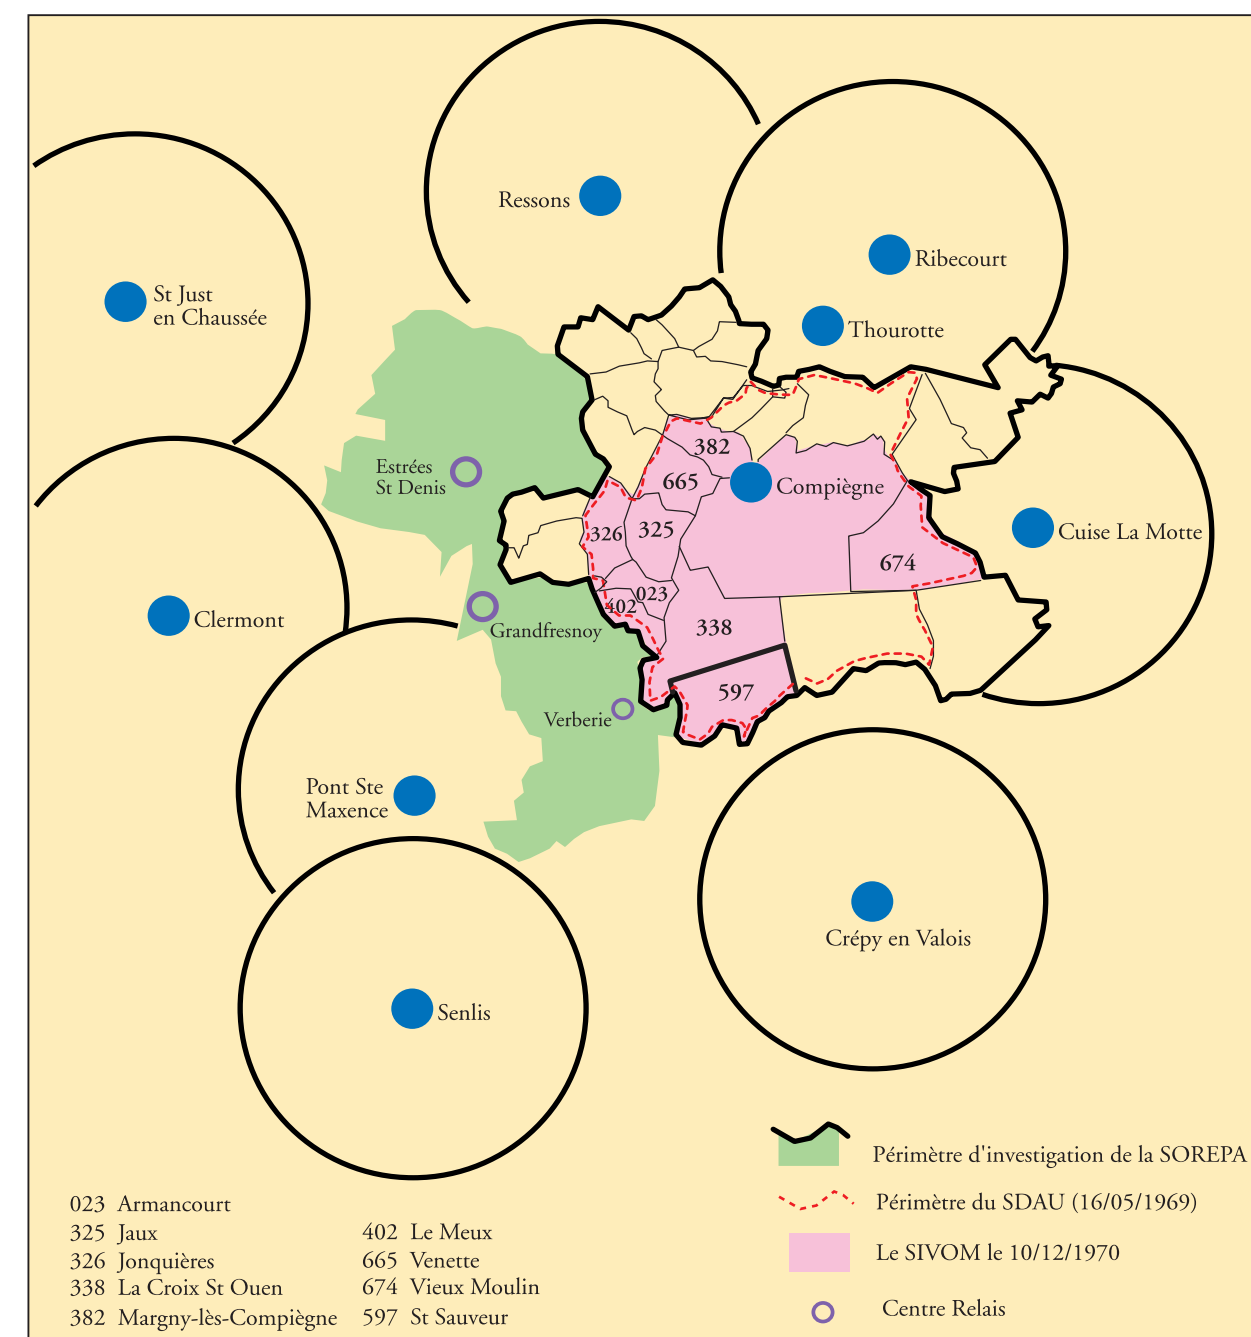 Ressons
Ribecourt
St Just
en Chaussée
Thourotte
382
Estrées
St Denis
665
Compiègne
326
325
Cuise La Motte
674
023
402
Clermont
Grandfresnoy
338
597
Verberie
Pont Ste
Maxence
Crépy en Valois
Senlis
Périmètre d'investigation de la SOREPA
Périmètre du SDAU (16/05/1969)
Le SIVOM le 10/12/1970
Centre Relais
023 Armancourt
325 Jaux
326 Jonquières
338 La Croix St Ouen
382 Margny-lès-Compiègne
402 Le Meux
665 Venette
674 Vieux Moulin
597 St Sauveur